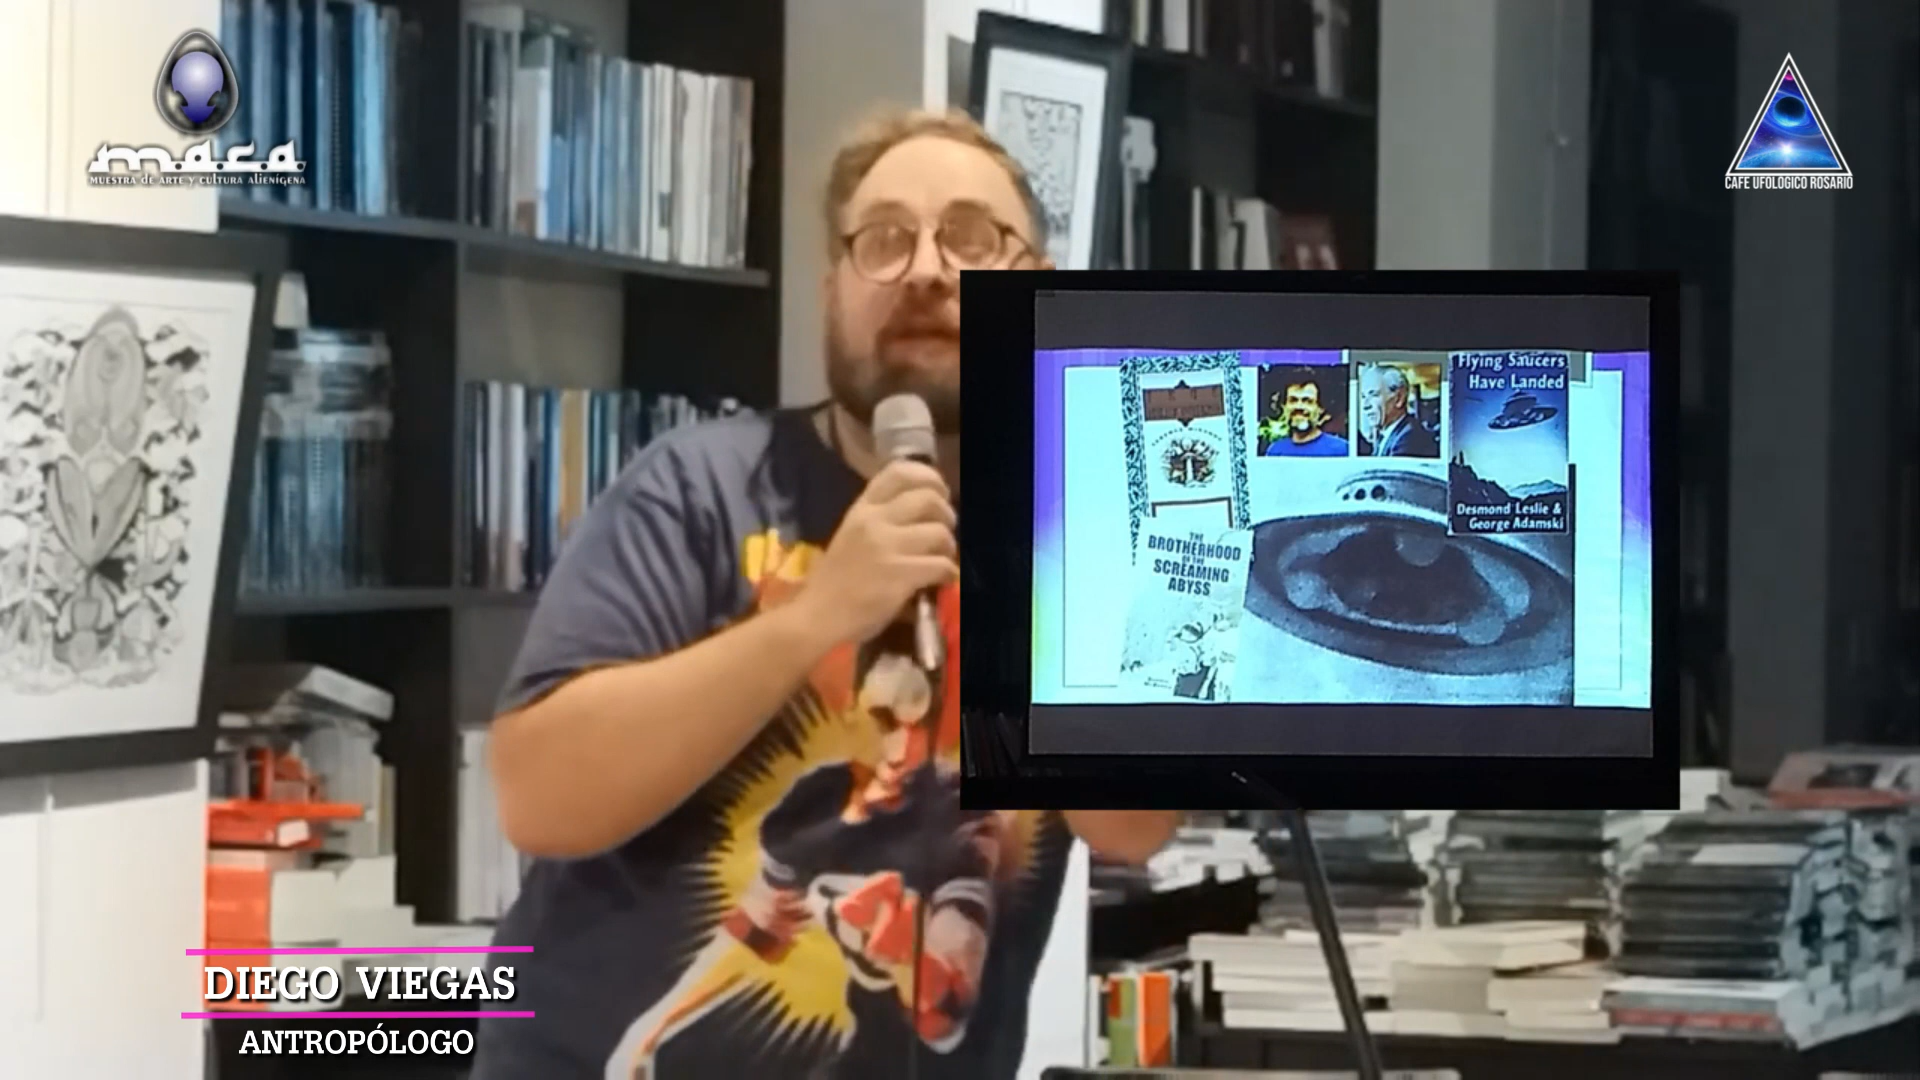 m.a.c.a.
MUESTRA de ARTE y CULTURA ALIENÍGENA
CAFE UFOLOGICO ROSARIO
Flying Saucers
Have Landed
Desmond Leslie &
George Adamski
THE
BROTHERHOOD
OF THE
SCREAMING
ABYSS
DIEGO VIEGAS
ANTROPÓLOGO